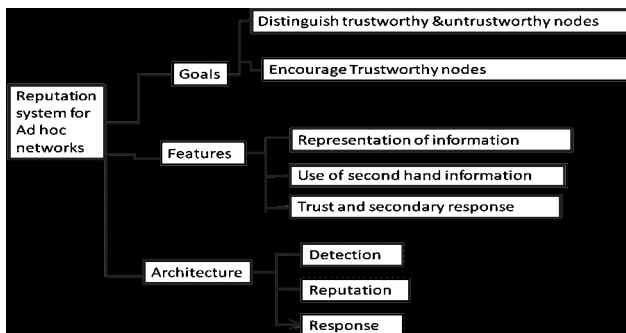 Distinguish trustworthy &untrustworthy nodes
Goals
Encourage Trustworthy nodes
Reputation
system for
Ad hoc
networks
Representation of information
Features
Use of second hand information
Trust and secondary response
Detection
Architecture
Reputation
Response